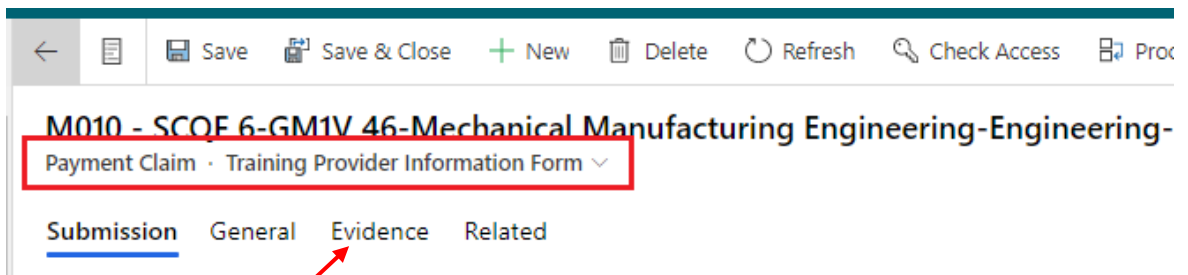 Save Save & Close New Delete Refresh Check Access Proc
M010 - SCQF 6-GM1V 46-Mechanical Manufacturing Engineering-Engineering-
Payment Claim · Training Provider Information Form
Submission General Evidence Related